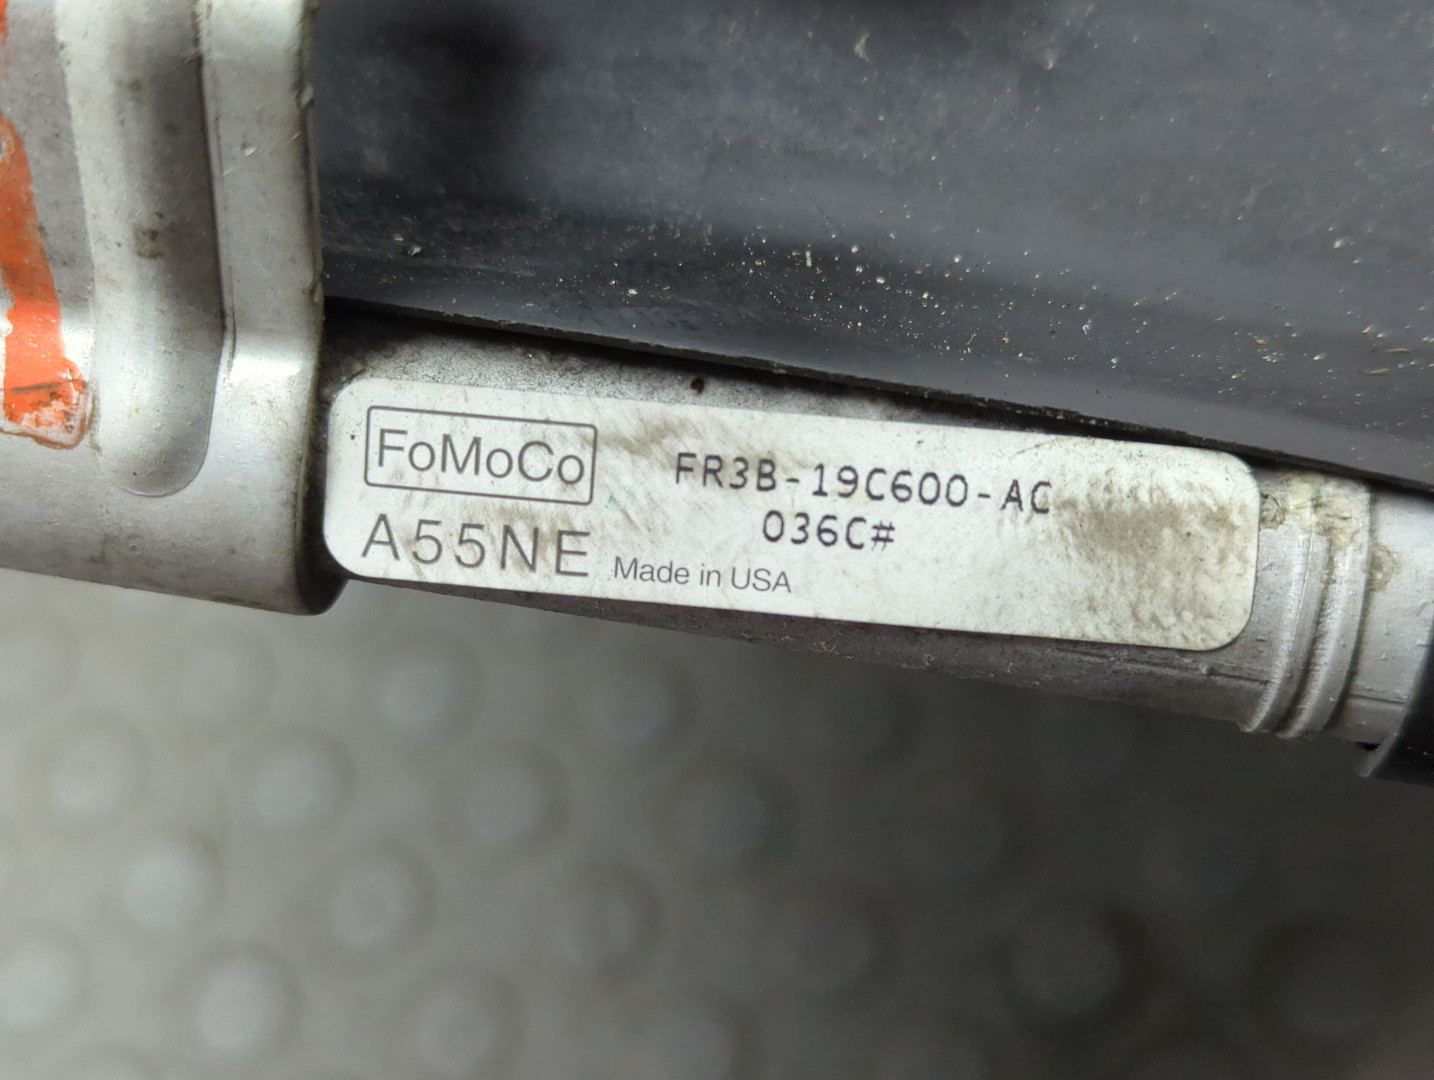 FoMoCo
FR3B-19C600-AC
036C#
A55NE
Made in USA